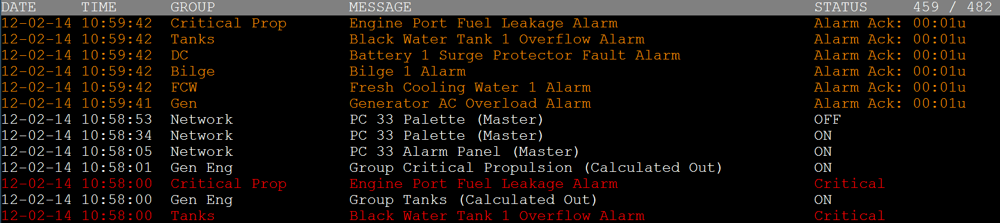 DATE TIME GROUP MESSAGE STATUS 459 / 482
12-02-14 10:59:42 Critical Prop Engine Port Fuel Leakage Alarm Alarm Ack: 00:01u
12-02-14 10:59:42 Tanks Black Water Tank 1 Overflow Alarm Alarm Ack: 00:01u
12-02-14 10:59:42 DC Battery 1 Surge Protector Fault Alarm Alarm Ack: 00:01u
12-02-14 10:59:42 Bilge Bilge 1 Alarm Alarm Ack: 00:01u
12-02-14 10:59:42 FCW Fresh Cooling Water 1 Alarm Alarm Ack: 00:01u
12-02-14 10:59:41 Gen Generator AC Overload Alarm Alarm Ack: 00:01u
12-02-14 10:58:53 Network PC 33 Palette (Master) OFF
12-02-14 10:58:34 Network PC 33 Palette (Master) ON
12-02-14 10:58:05 Network PC 33 Alarm Panel (Master) ON
12-02-14 10:58:01 Gen Eng Group Critical Propulsion (Calculated Out) ON
12-02-14 10:58:00 Critical Prop Engine Port Fuel Leakage Alarm Critical
12-02-14 10:58:00 Gen Eng Group Tanks (Calculated Out) ON
12-02-14 10:58:00 Tanks Black Water Tank 1 Overflow Alarm Critical